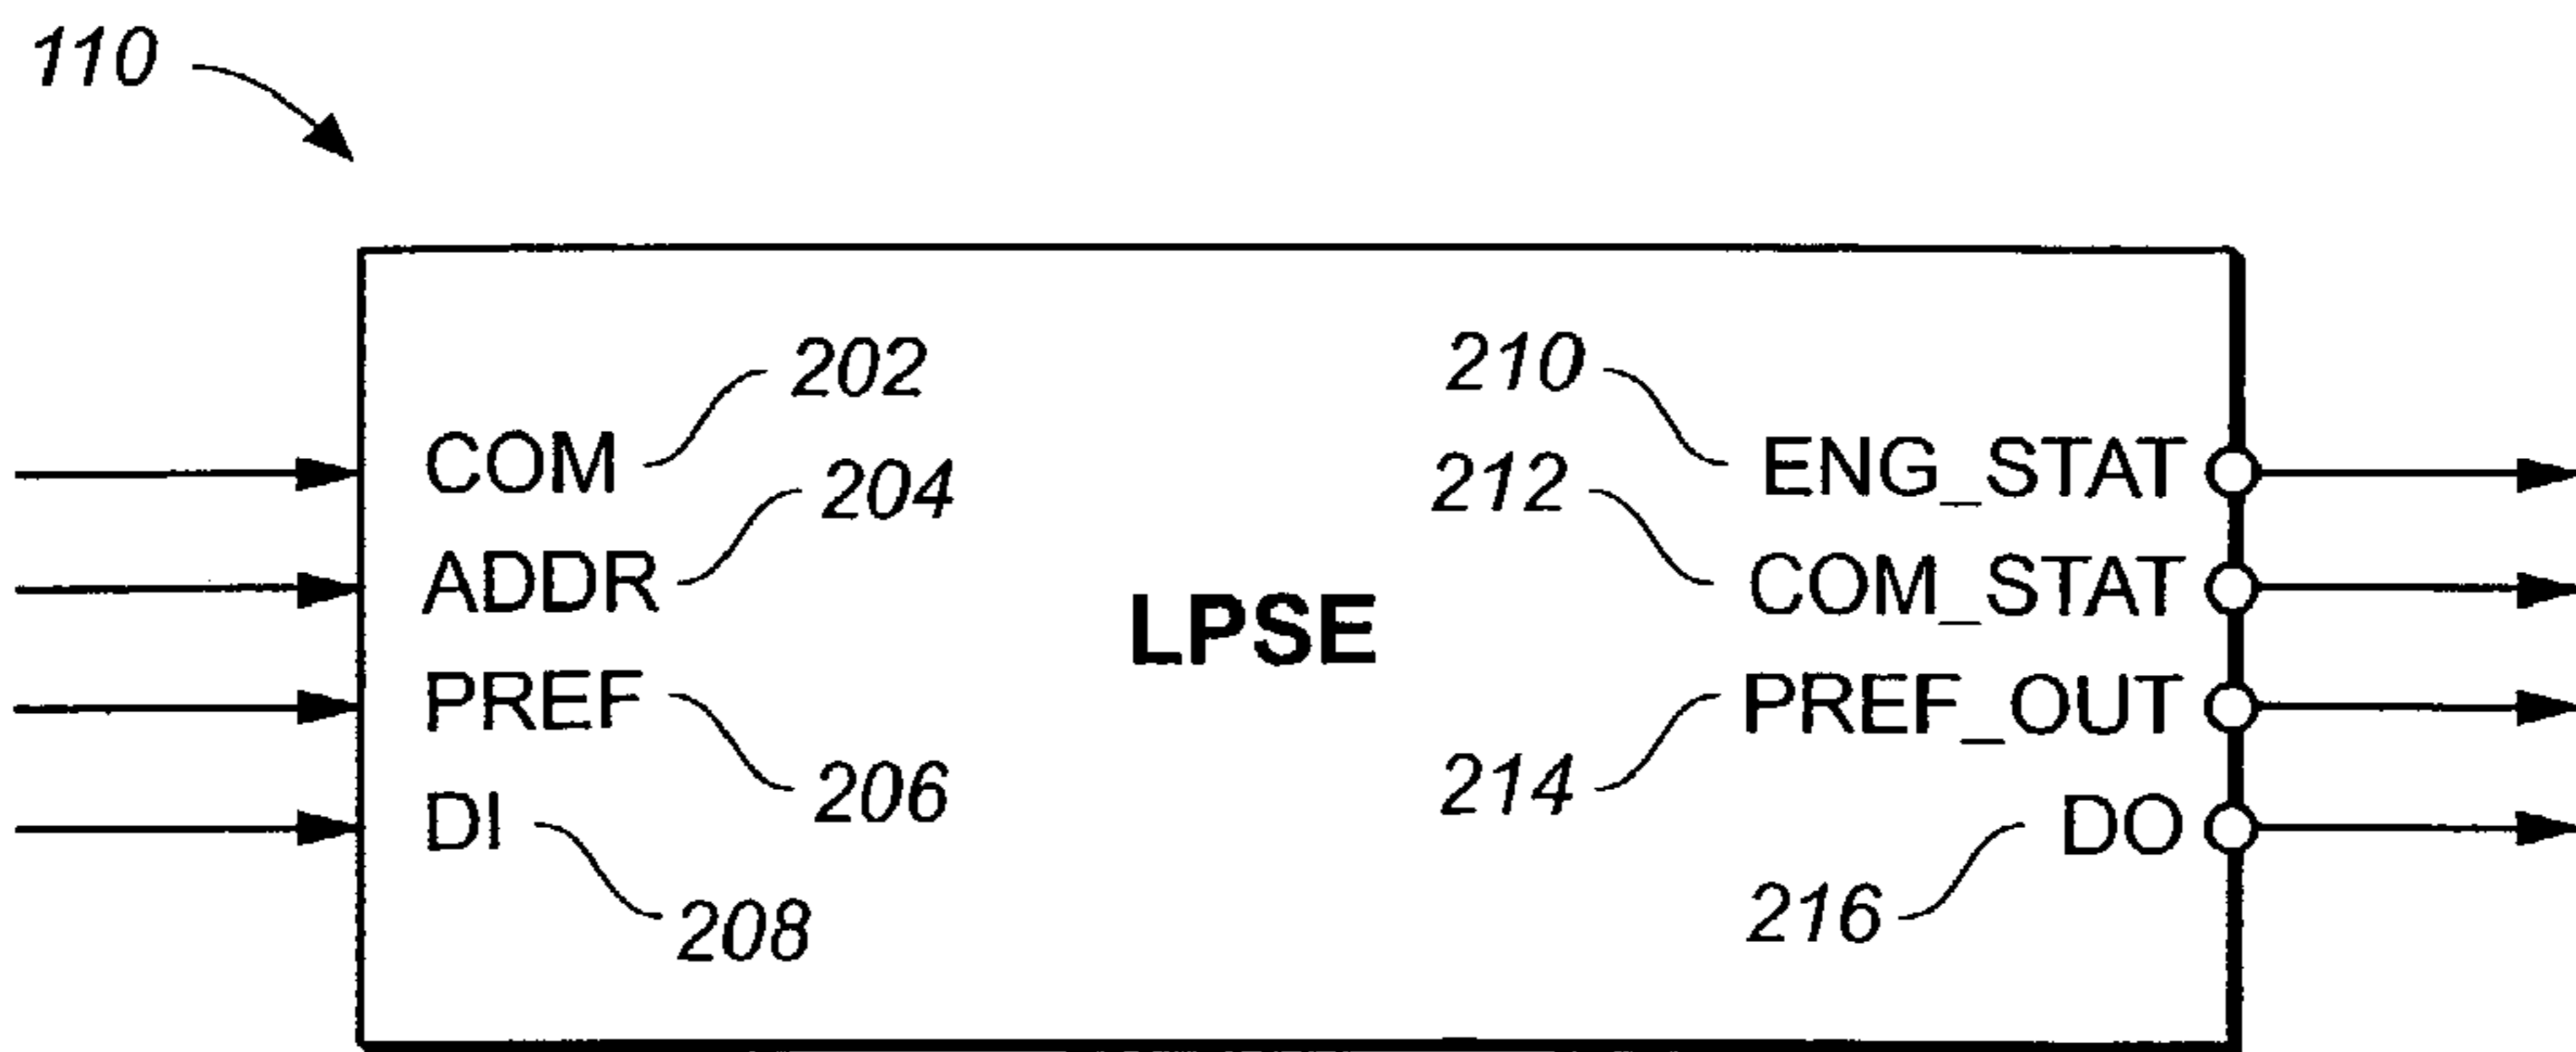 110
202
210
COM
ENG_STAT
204
212
ADDR
COM_STAT
LPSE
PREF
PREF_OUT
206
214
DI
DO
208
216